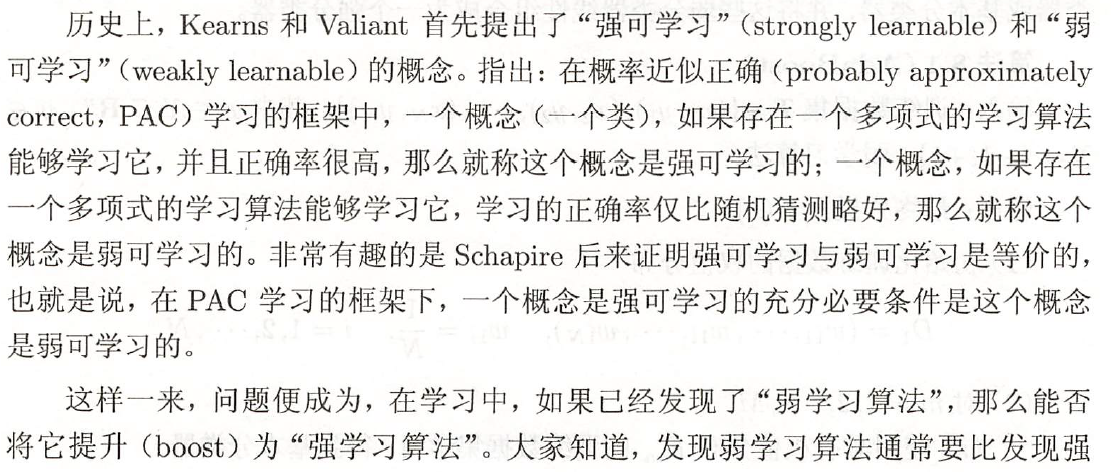 历史上，Kearns 和 Valiant 首先提出了“强可学习”（strongly learnable）和“弱
可学习”（weakly learnable）的概念。指出：在概率近似正确（probably approximately
correct，PAC）学习的框架中，一个概念（一个类），如果存在一个多项式的学习算法
能够学习它，并且正确率很高，那么就称这个概念是强可学习的；一个概念，如果存在
一个多项式的学习算法能够学习它，学习的正确率仅比随机猜测略好，那么就称这个
概念是弱可学习的。非常有趣的是 Schapire 后来证明强可学习与弱可学习是等价的，
也就是说，在 PAC 学习的框架下，一个概念是强可学习的充分必要条件是这个概念
是弱可学习的。
这样一来，问题便成为，在学习中，如果已经发现了“弱学习算法”，那么能否
将它提升（boost）为“强学习算法”。大家知道，发现弱学习算法通常要比发现强